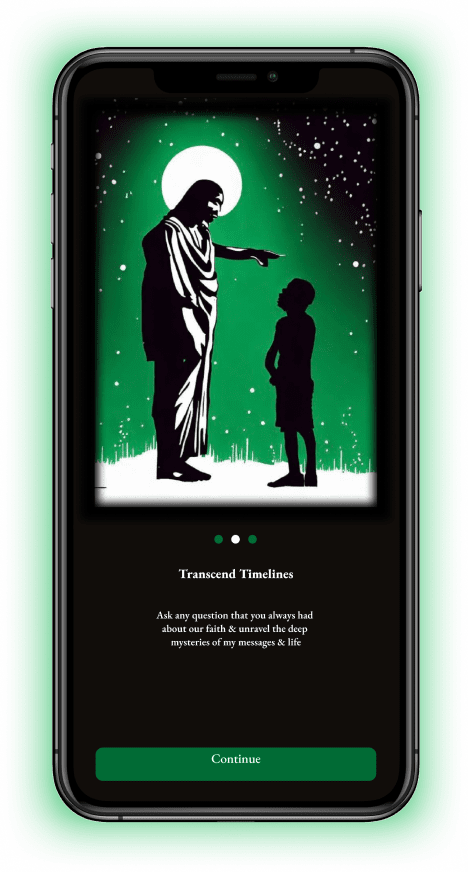 Transcend Timelines
Ask any question that you always had
about our faith & unravel the deep
mysteries of my messages & life
Continue